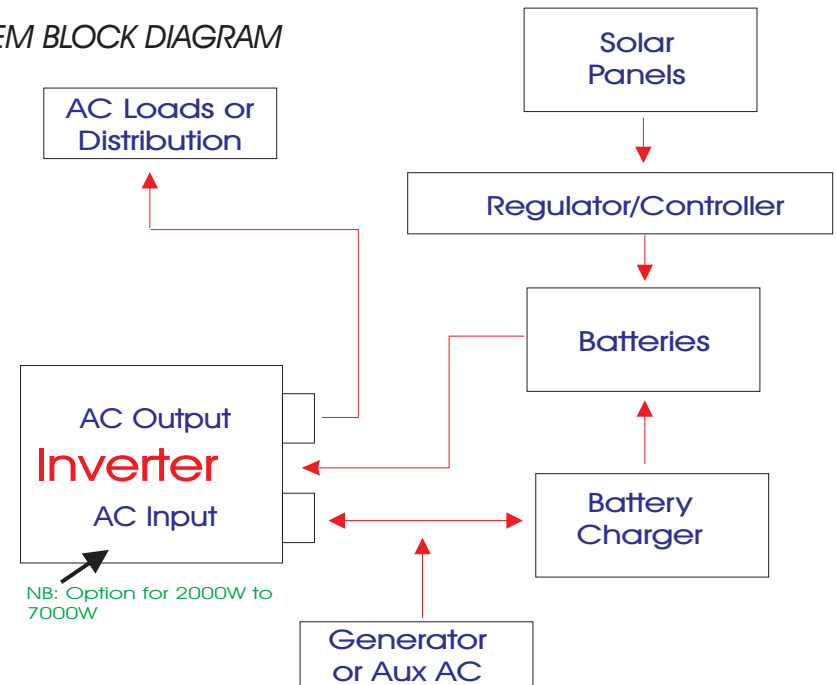 EM BLOCK DIAGRAM
Solar
Panels
AC Loads or
Distribution
Regulator/Controller
Batteries
AC Output
Inverter
AC Input
Battery
Charger
NB: Option for 2000W to
7000W
Generator
or Aux AC